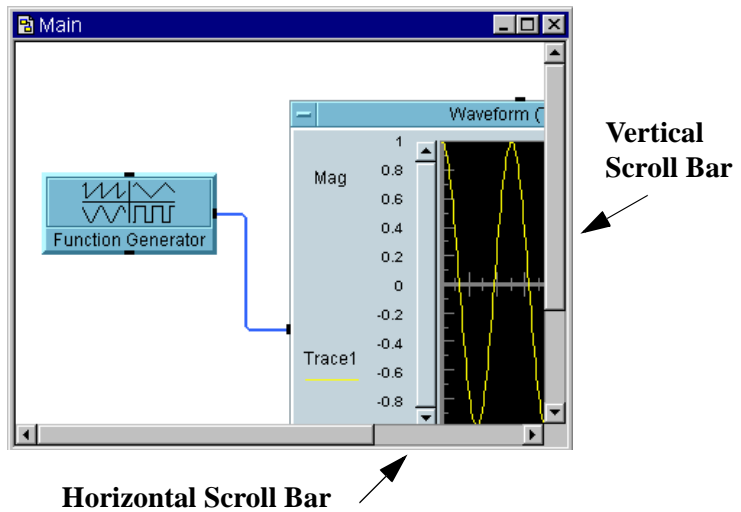 Main
Waveform (
1
Mag
0.8
0.6
0.4
0.2
0
-0.2
-0.4
Trace1
-0.6
-0.8
Function Generator
Vertical
Scroll Bar
Horizontal Scroll Bar